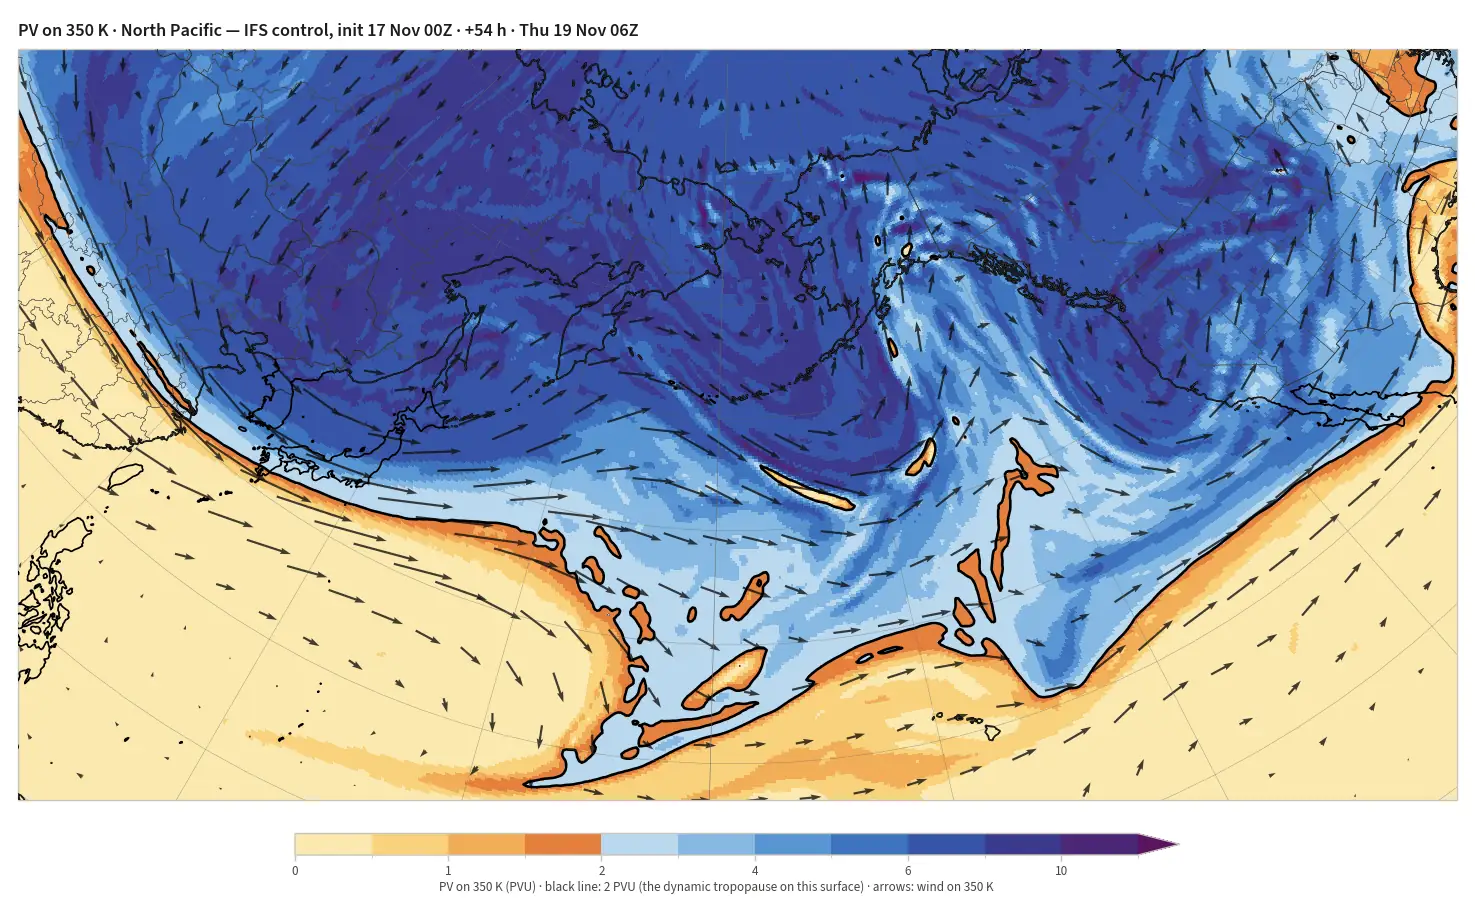 PV on 350 K · North Pacific — IFS control, init 17 Nov 00Z · +54 h · Thu 19 Nov 06Z
0 1 2 4 6 10
PV on 350 K (PVU) · black line: 2 PVU (the dynamic tropopause on this surface) · arrows: wind on 350 K